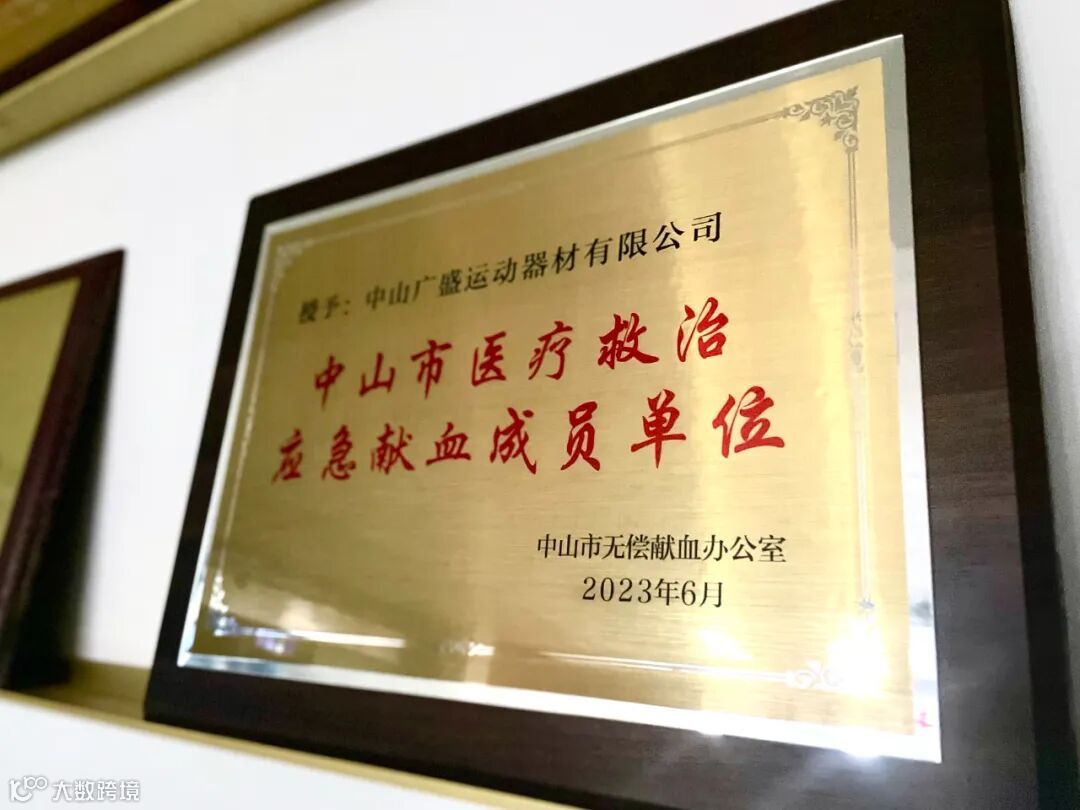 授予：中山广盛运动器材有限公司
中山市医疗救治
应急献血成员单位
中山市无偿献血办公室
2023年6月
大数跨境